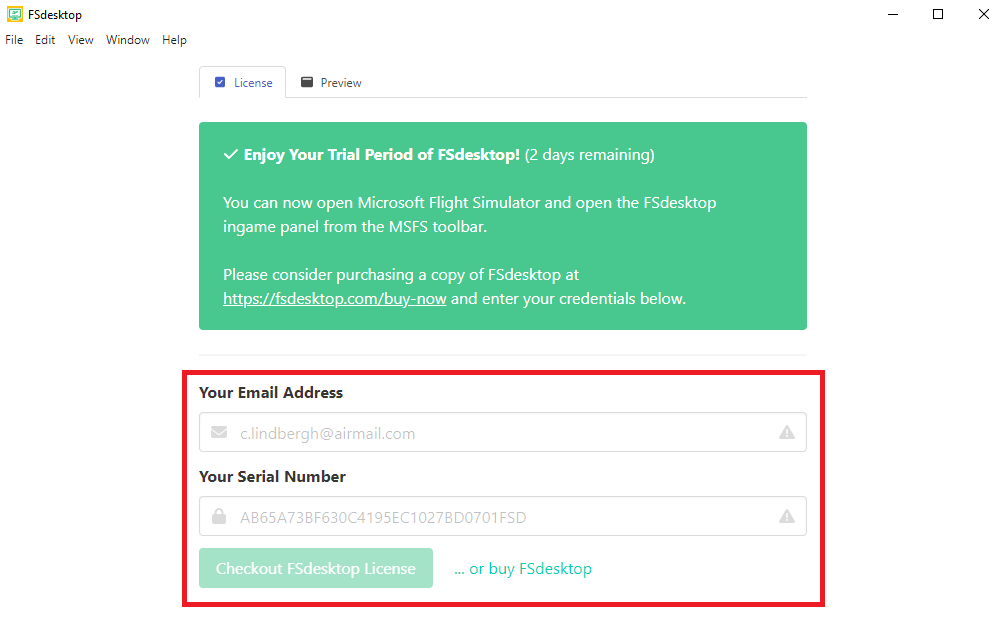 FSdesktop
File Edit View Window Help
License Preview
Enjoy Your Trial Period of FSdesktop! (2 days remaining)
You can now open Microsoft Flight Simulator and open the FSdesktop
ingame panel from the MSFS toolbar.
Please consider purchasing a copy of FSdesktop at
https://fsdesktop.com/buy-now and enter your credentials below.
Your Email Address
c.lindbergh@airmail.com
Your Serial Number
AB65A73BF630C4195EC1027BD0701FSD
Checkout FSdesktop License ... or buy FSdesktop